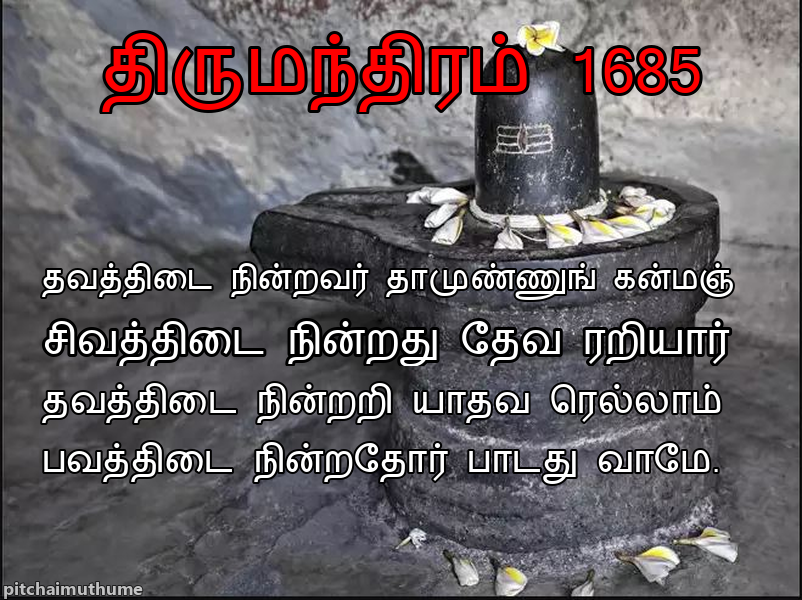 திருமந்திரம் 1685
தவத்திடை நின்றவர் தாமுண்ணுங் கன்மஞ்
சிவத்திடை நின்றது தேவ ரறியார்
தவத்திடை நின்றறி யாதவ ரெல்லாம்
பவத்திடை நின்றதோர் பாடது வாமே.
pitchaimuthume